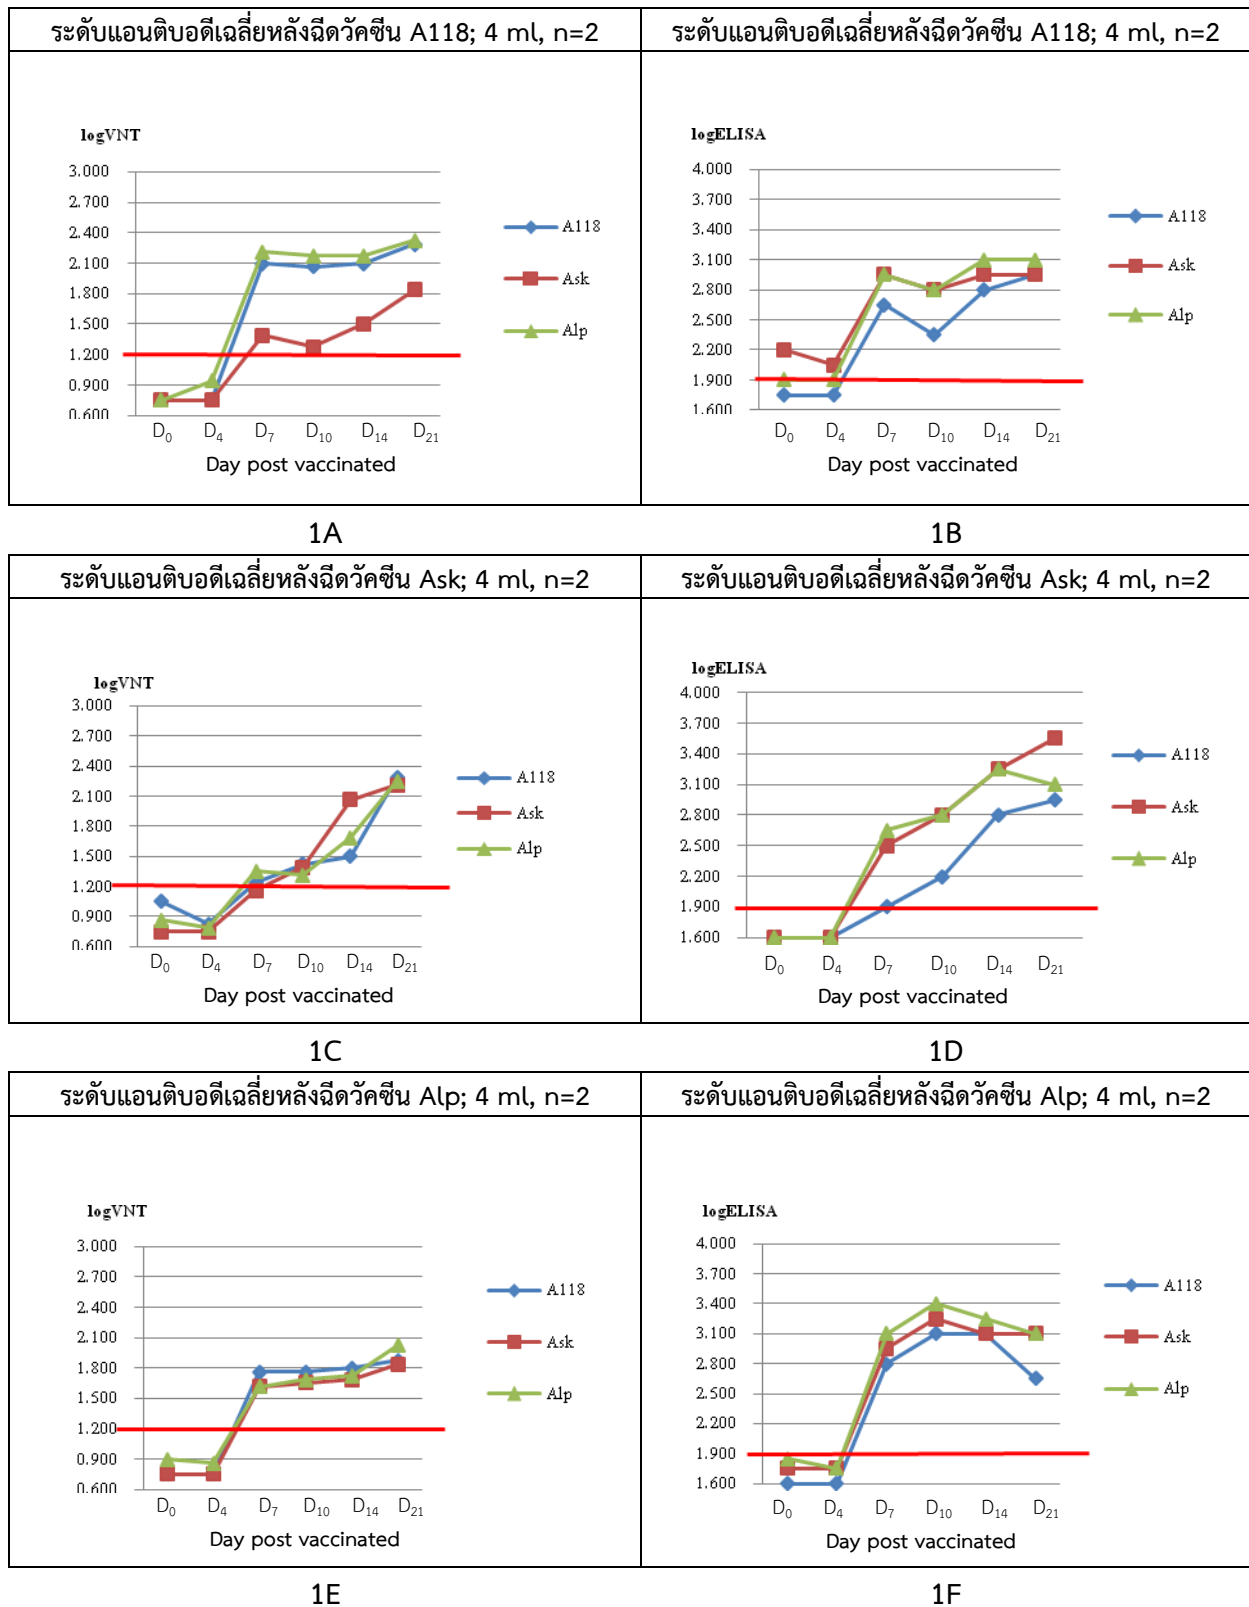 ระดับแอนติบอดีเฉลี่ยหลังฉีดวัคซีน A118; 4 ml, n=2
logVNT
3.000
2.700
2.400
2.100
1.800
1.500
1.200
0.900
0.600
D0 D4 D7 D10 D14 D21
Day post vaccinated
A118
Ask
Alp
ระดับแอนติบอดีเฉลี่ยหลังฉีดวัคซีน A118; 4 ml, n=2
logELISA
4.000
3.700
3.400
3.100
2.800
2.500
2.200
1.900
1.600
D0 D4 D7 D10 D14 D21
Day post vaccinated
A118
Ask
Alp
1A
1B
ระดับแอนติบอดีเฉลี่ยหลังฉีดวัคซีน Ask; 4 ml, n=2
logVNT
3.000
2.700
2.400
2.100
1.800
1.500
1.200
0.900
0.600
D0 D4 D7 D10 D14 D21
Day post vaccinated
A118
Ask
Alp
ระดับแอนติบอดีเฉลี่ยหลังฉีดวัคซีน Ask; 4 ml, n=2
logELISA
4.000
3.700
3.400
3.100
2.800
2.500
2.200
1.900
1.600
D0 D4 D7 D10 D14 D21
Day post vaccinated
A118
Ask
Alp
1C
1D
ระดับแอนติบอดีเฉลี่ยหลังฉีดวัคซีน Alp; 4 ml, n=2
logVNT
3.000
2.700
2.400
2.100
1.800
1.500
1.200
0.900
0.600
D0 D4 D7 D10 D14 D21
Day post vaccinated
A118
Ask
Alp
ระดับแอนติบอดีเฉลี่ยหลังฉีดวัคซีน Alp; 4 ml, n=2
logELISA
4.000
3.700
3.400
3.100
2.800
2.500
2.200
1.900
1.600
D0 D4 D7 D10 D14 D21
Day post vaccinated
A118
Ask
Alp
1E
1F